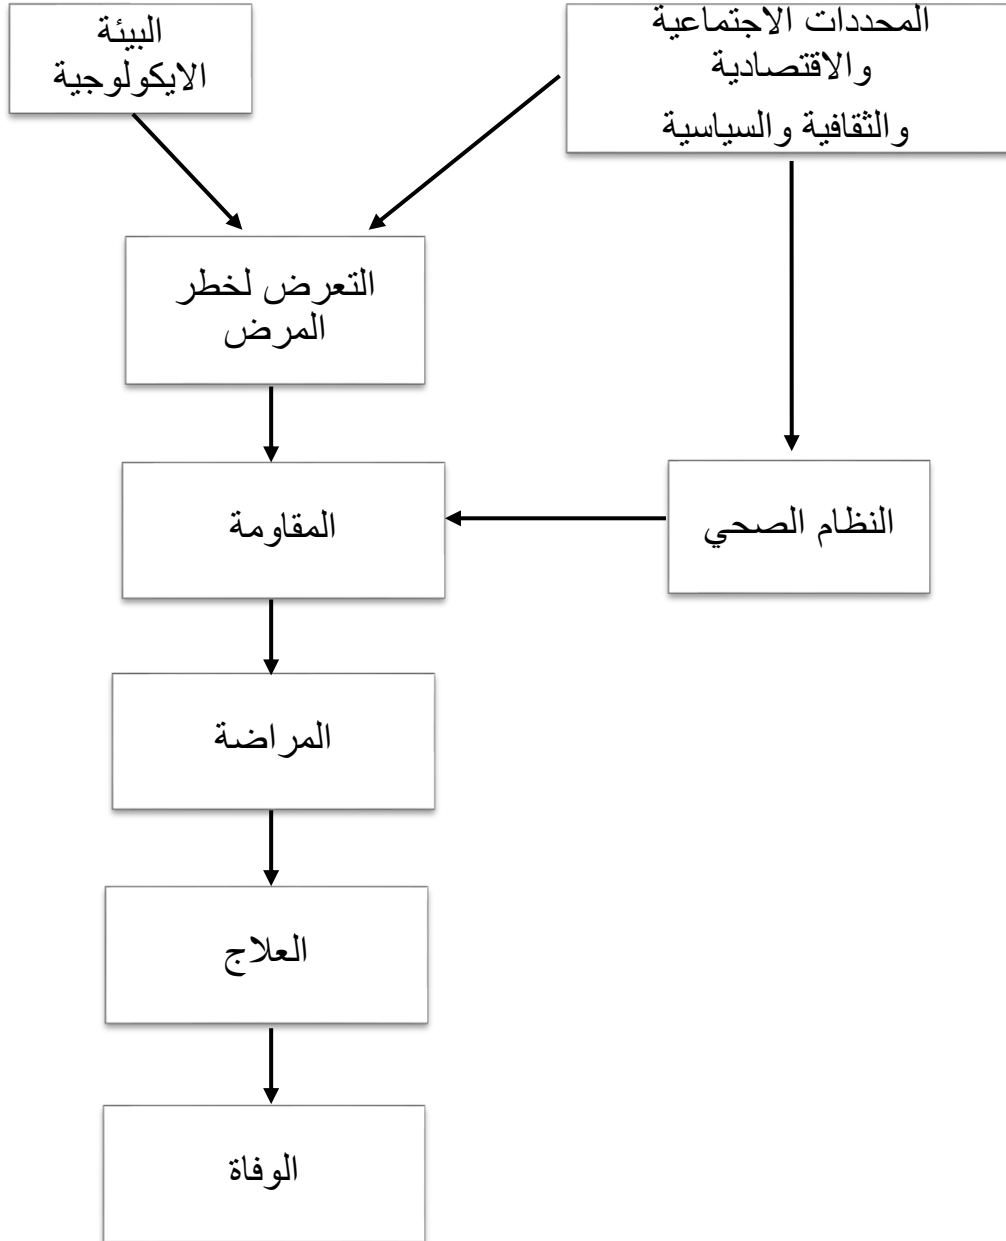 المحددات الاجتماعية
والاقتصادية
والثقافية والسياسية
البيئة
الايكولوجية
التعرض لخطر
المرض
النظام الصحي
المقاومة
المراضة
العلاج
الوفاة